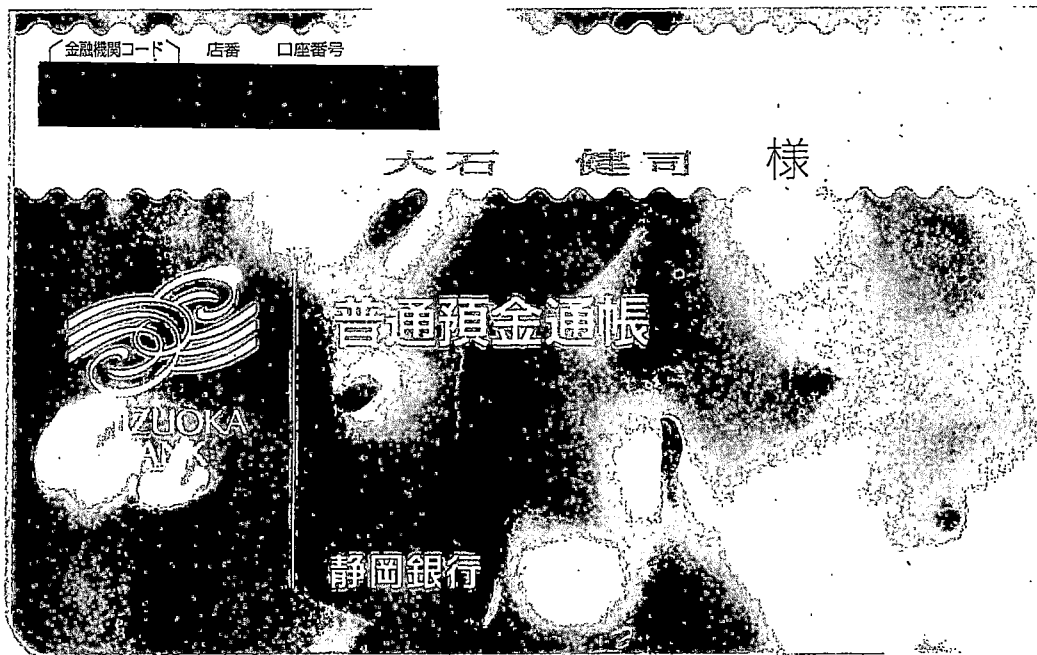 金融機関コード 店番 口座番号
大石 健司 様
普通預金通帳
IZUOKA
BANK
静岡銀行